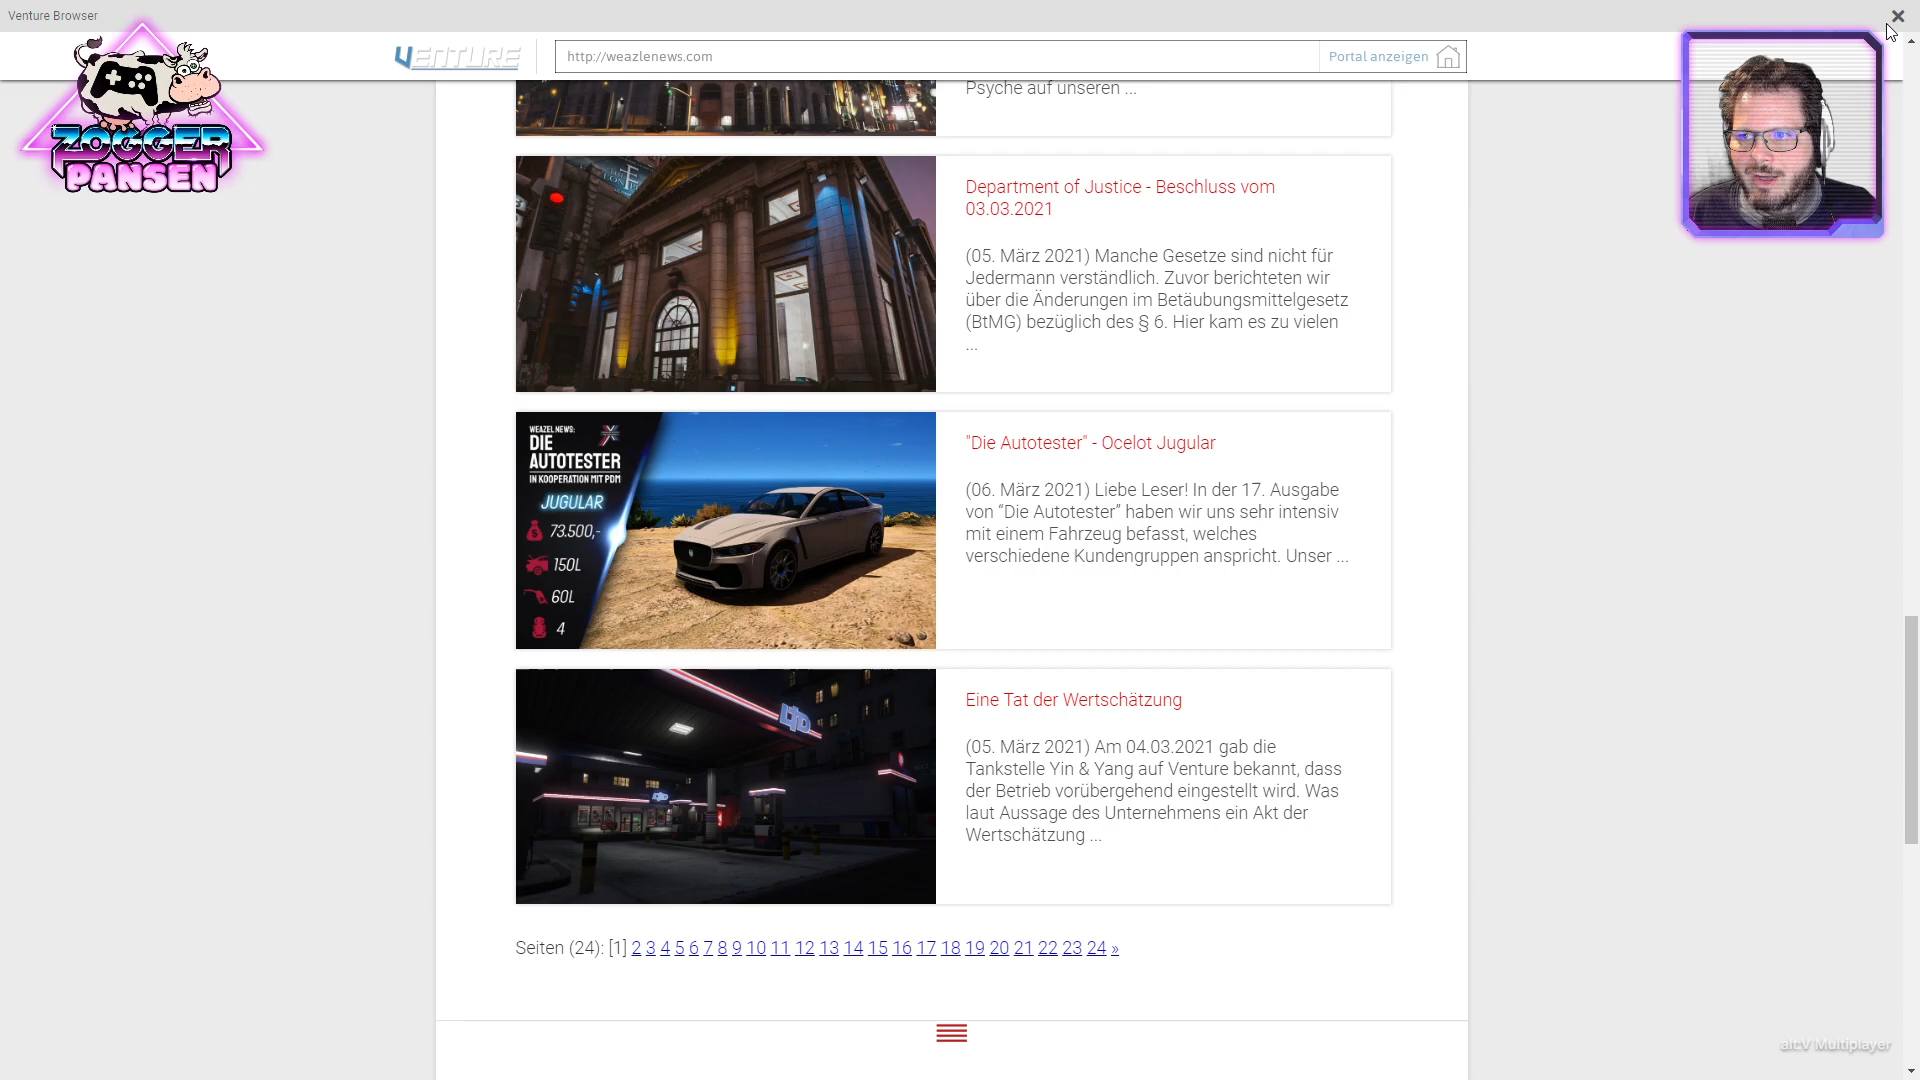 Venture Browser
VENTURE
http://weazlenews.com
Portal anzeigen
ZOGGER
PANSEN
Psyche auf unseren ...
Department of Justice - Beschluss vom
03.03.2021
(05. März 2021) Manche Gesetze sind nicht für
Jedermann verständlich. Zuvor berichteten wir
über die Änderungen im Betäubungsmittelgesetz
(BtMG) bezüglich des § 6. Hier kam es zu vielen
...
WEAZEL NEWS:
DIE
AUTOTESTER
IN KOOPERATION MIT PDM
JUGULAR
73.500,-
150L
60L
4
"Die Autotester" - Ocelot Jugular
(06. März 2021) Liebe Leser! In der 17. Ausgabe
von “Die Autotester” haben wir uns sehr intensiv
mit einem Fahrzeug befasst, welches
verschiedene Kundengruppen anspricht. Unser ...
LTD
Eine Tat der Wertschätzung
(05. März 2021) Am 04.03.2021 gab die
Tankstelle Yin & Yang auf Venture bekannt, dass
der Betrieb vorübergehend eingestellt wird. Was
laut Aussage des Unternehmens ein Akt der
Wertschätzung ...
Seiten (24): [1] 2 3 4 5 6 7 8 9 10 11 12 13 14 15 16 17 18 19 20 21 22 23 24 »
alt:V Multiplayer